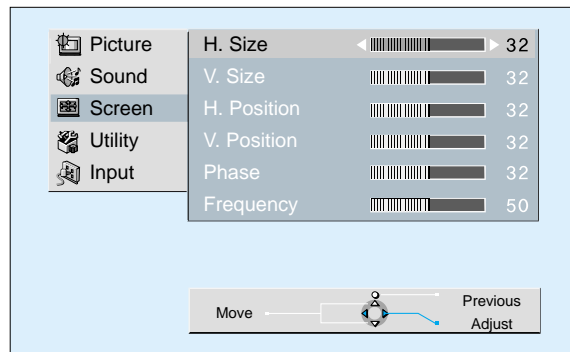 Picture
Sound
Screen
Utility
Input
H. Size 32
V. Size 32
H. Position 32
V. Position 32
Phase 32
Frequency 50
Move
Previous
Adjust